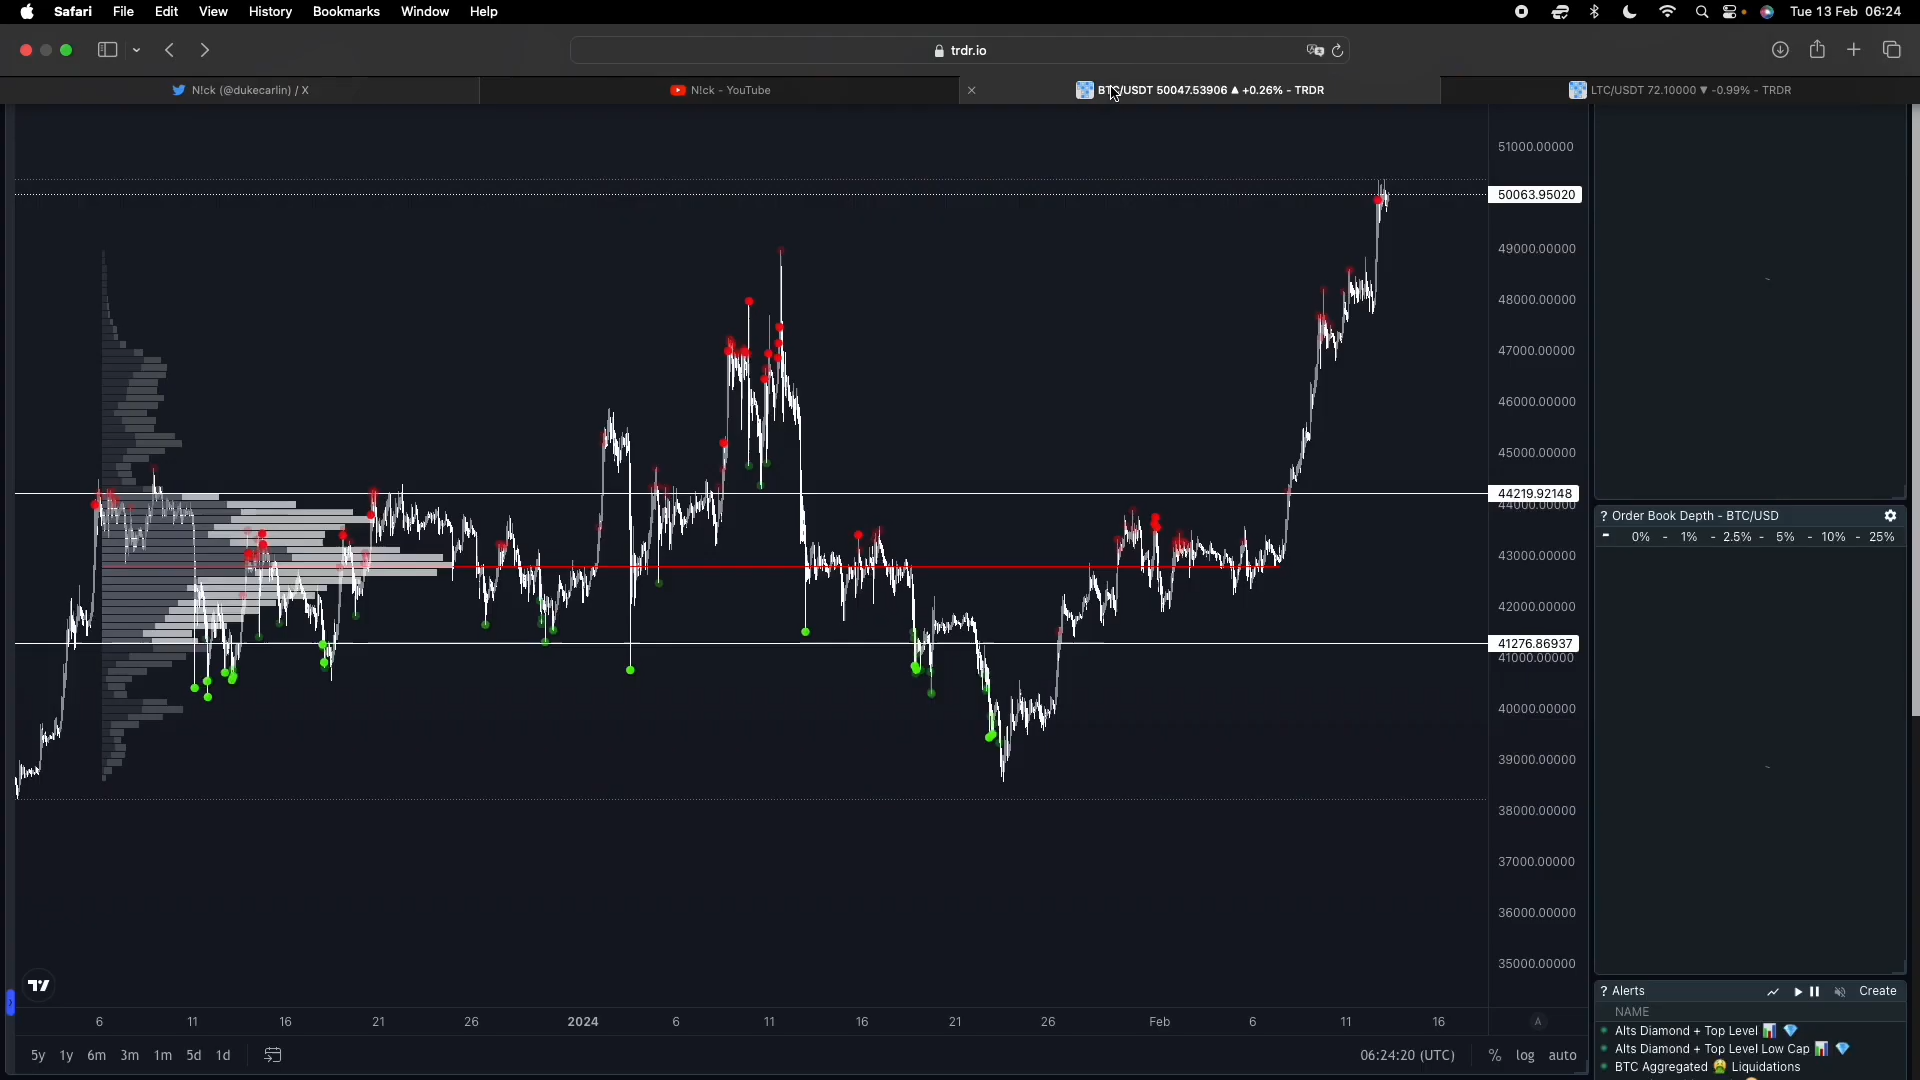 Safari File Edit View History Bookmarks Window Help Tue 13 Feb 06:24
trdr.io
N!ck (@dukecarlin) / X
N!ck - YouTube
BTC/USDT 50047.53906 ▲ +0.26% - TRDR
LTC/USDT 72.10000 ▼ -0.99% - TRDR
51000.00000
50063.95020
49000.00000
48000.00000
47000.00000
46000.00000
45000.00000
44219.92148
44000.00000
43000.00000
42000.00000
41276.86937
41000.00000
40000.00000
39000.00000
38000.00000
37000.00000
36000.00000
35000.00000
? Order Book Depth - BTC/USD
0% - 1% - 2.5% - 5% - 10% - 25%
? Alerts Create
NAME
Alts Diamond + Top Level 📊 💎
Alts Diamond + Top Level Low Cap 📊 💎
BTC Aggregated 🤮 Liquidations
6 11 16 21 26 2024 6 11 16 21 26 Feb 6 11 16 A
5y 1y 6m 3m 1m 5d 1d 06:24:20 (UTC) % log auto